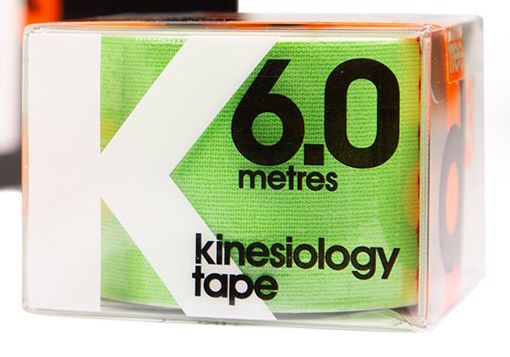 K
6.0
metres
kinesiology
tape